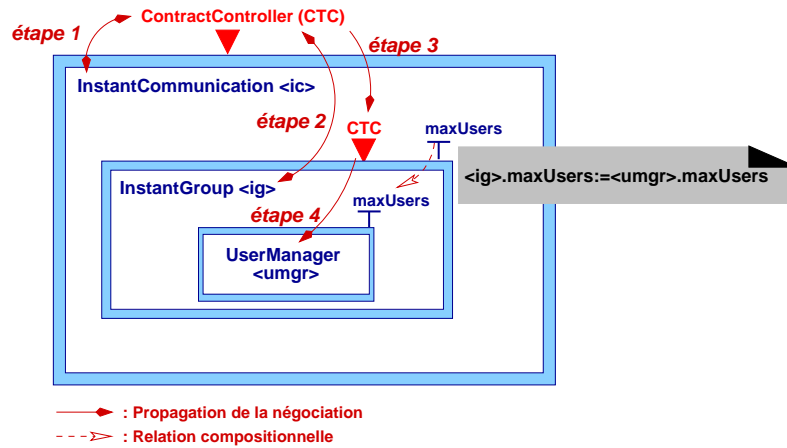 ContractController (CTC)
étape 1
étape 3
InstantCommunication <ic>
étape 2
CTC
maxUsers
<ig>.maxUsers:=<umgr>.maxUsers
InstantGroup <ig>
maxUsers
étape 4
UserManager
<umgr>
: Propagation de la négociation
: Relation compositionnelle